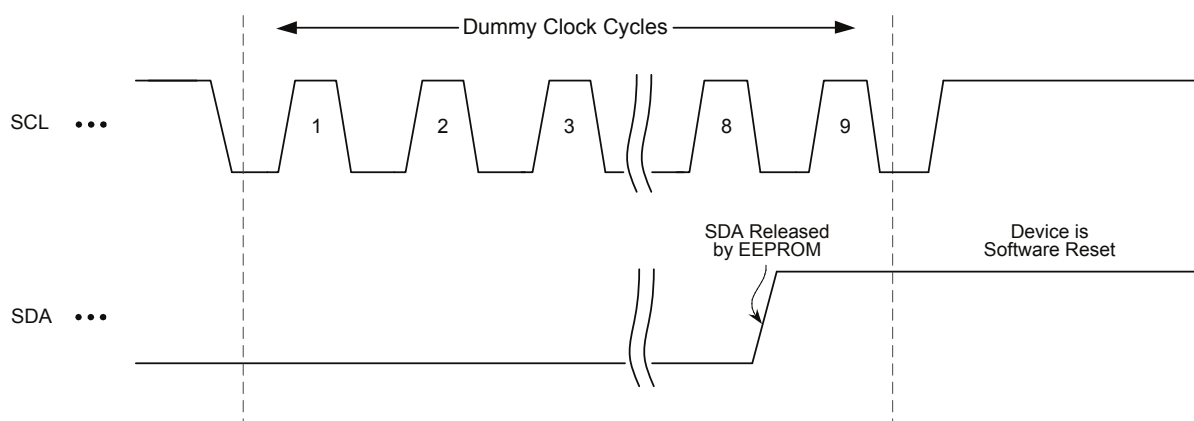 Dummy Clock Cycles
SCL •••
1 2 3 8 9
SDA Released
by EEPROM
Device is
Software Reset
SDA •••